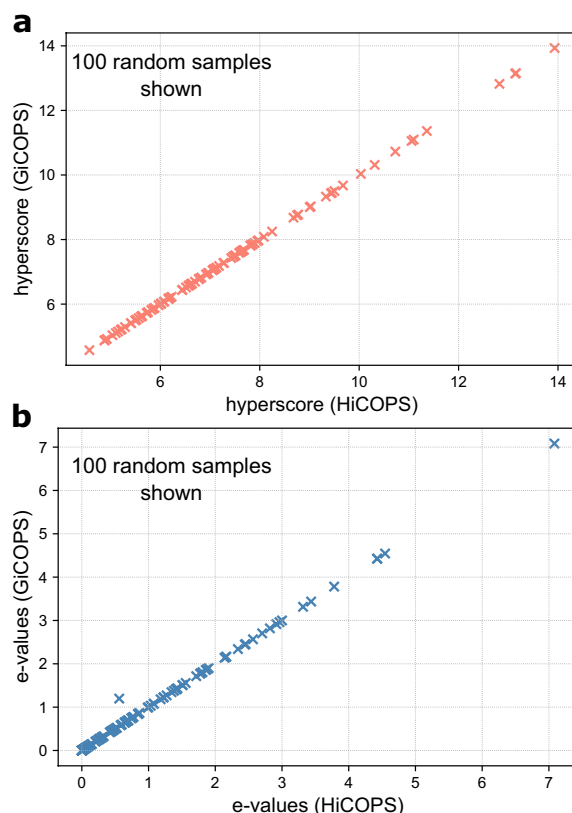 a
100 random samples
shown
14
12
10
8
6
hyperscore (GiCOPS)
6 8 10 12 14
hyperscore (HiCOPS)
b
100 random samples
shown
7
6
5
4
3
2
1
0
e-values (GiCOPS)
0 1 2 3 4 5 6 7
e-values (HiCOPS)